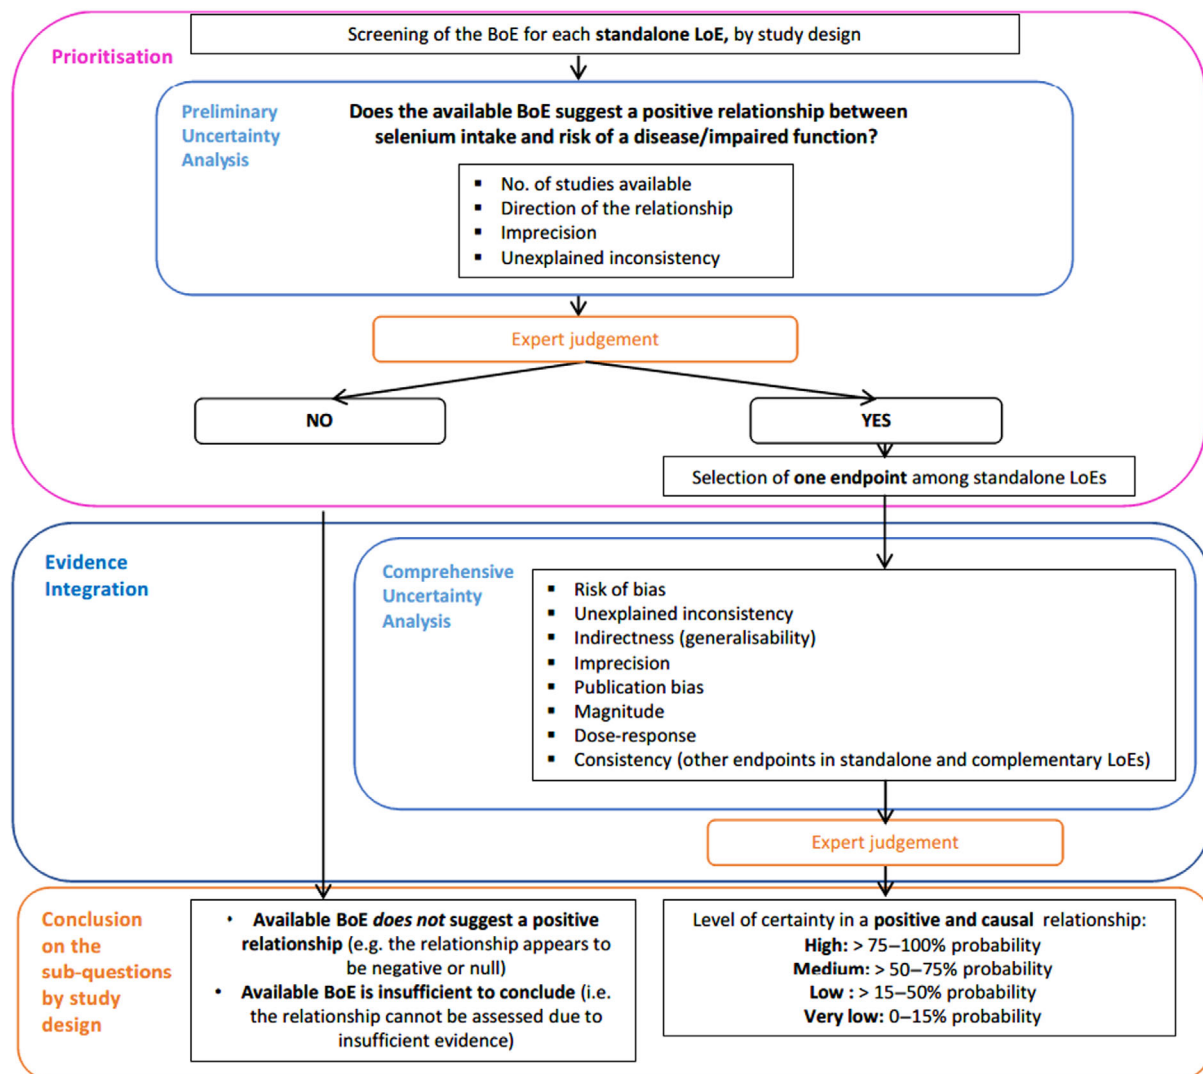 Prioritisation
Screening of the BoE for each standalone LoE, by study design
Preliminary
Uncertainty
Analysis
Does the available BoE suggest a positive relationship between
selenium intake and risk of a disease/impaired function?
▪ No. of studies available
▪ Direction of the relationship
▪ Imprecision
▪ Unexplained inconsistency
Expert judgement
NO
YES
Selection of one endpoint among standalone LoEs
Evidence
Integration
Comprehensive
Uncertainty
Analysis
▪ Risk of bias
▪ Unexplained inconsistency
▪ Indirectness (generalisability)
▪ Imprecision
▪ Publication bias
▪ Magnitude
▪ Dose-response
▪ Consistency (other endpoints in standalone and complementary LoEs)
Expert judgement
Conclusion
on the
sub-questions
by study
design
• Available BoE does not suggest a positive
relationship (e.g. the relationship appears to
be negative or null)
• Available BoE is insufficient to conclude (i.e.
the relationship cannot be assessed due to
insufficient evidence)
Level of certainty in a positive and causal relationship:
High: > 75–100% probability
Medium: > 50–75% probability
Low : > 15–50% probability
Very low: 0–15% probability